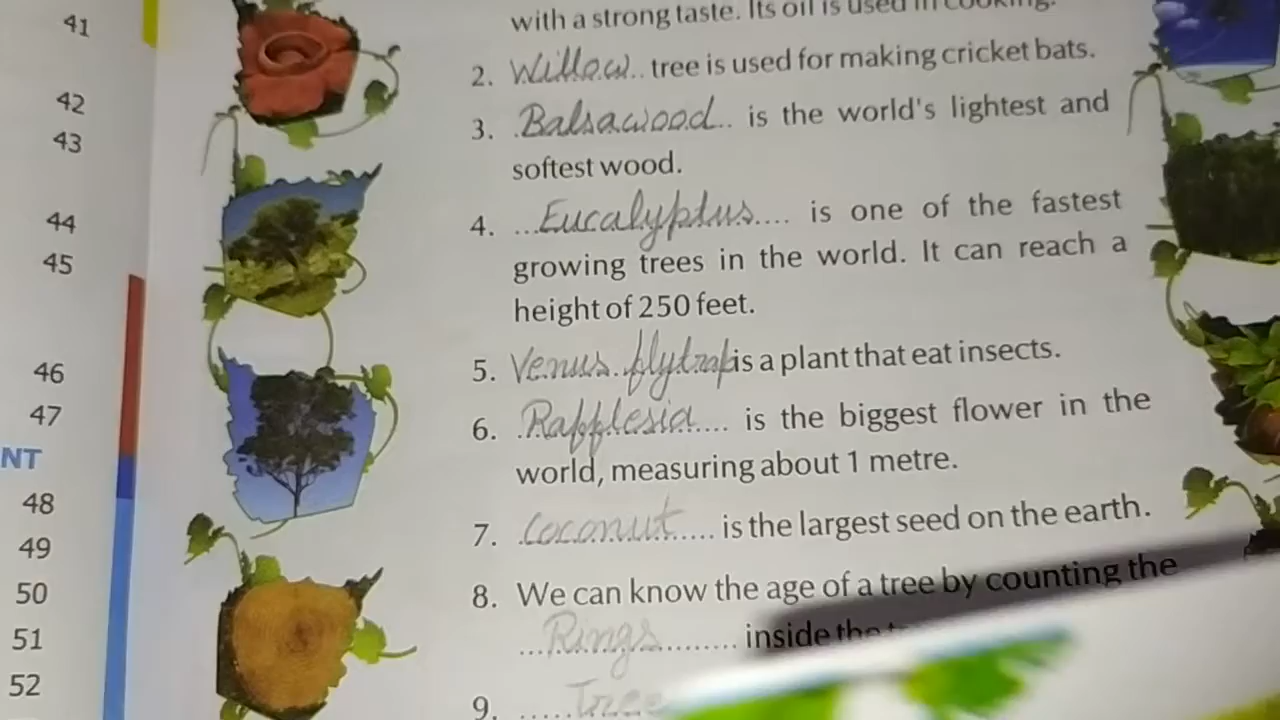 41
42
43
44
45
46
47
NT
48
49
50
51
52
with a strong taste. Its oil is used in cooking.
2. Willow tree is used for making cricket bats.
3. Balsawood is the world's lightest and
softest wood.
4. Eucalyptus is one of the fastest
growing trees in the world. It can reach a
height of 250 feet.
5. Venus flytrap is a plant that eat insects.
6. Rafflesia is the biggest flower in the
world, measuring about 1 metre.
7. Coconut is the largest seed on the earth.
8. We can know the age of a tree by counting the
Rings inside the
9. Tree